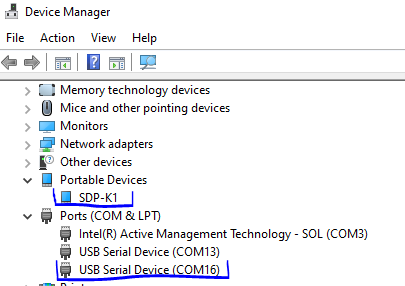 Device Manager
File Action View Help
Memory technology devices
Mice and other pointing devices
Monitors
Network adapters
Other devices
Portable Devices
SDP-K1
Ports (COM & LPT)
Intel(R) Active Management Technology - SOL (COM3)
USB Serial Device (COM13)
USB Serial Device (COM16)